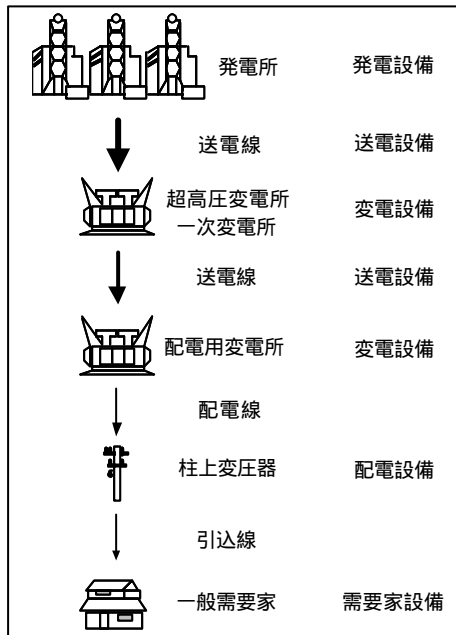 発電所 発電設備
送電線 送電設備
超高圧変電所
一次変電所 変電設備
送電線 送電設備
配電用変電所 変電設備
配電線
柱上変圧器 配電設備
引込線
一般需要家 需要家設備